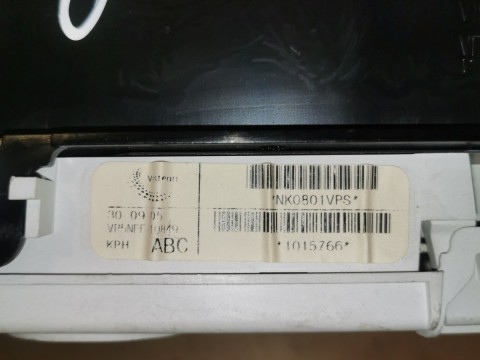 Visteon
*NK0801VPS*
30 09 05
KPH ABC
*1015766*